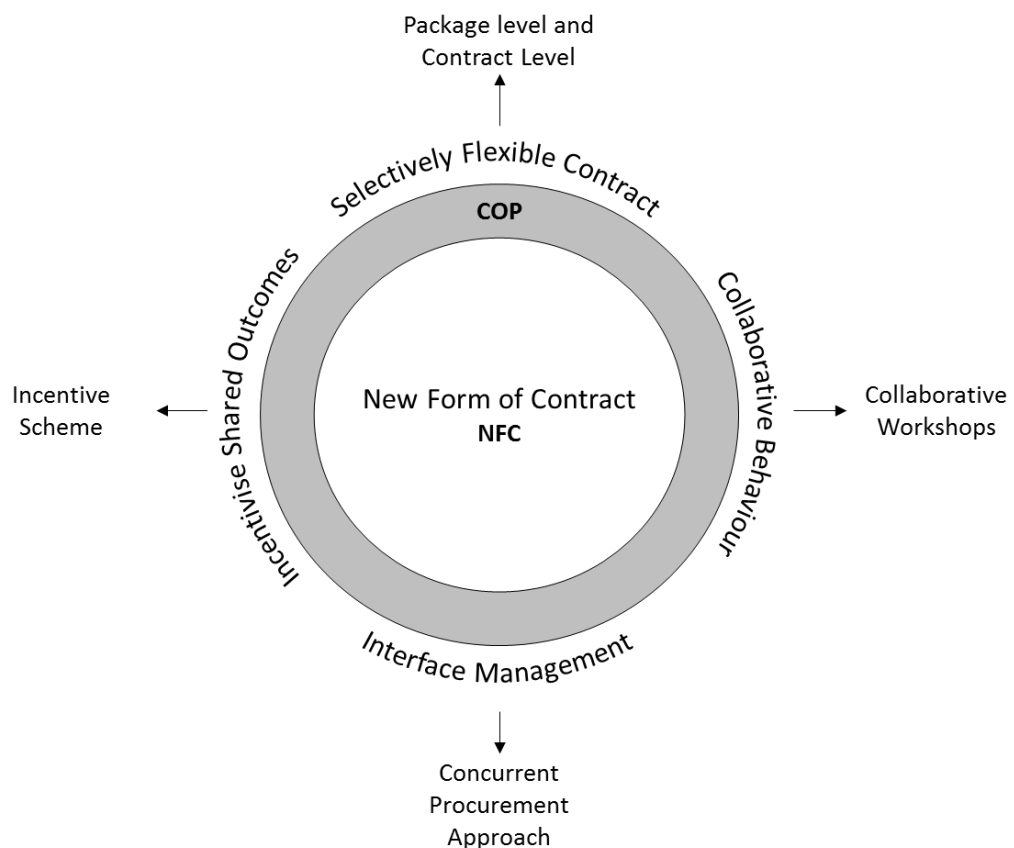 Package level and
Contract Level
Selectively Flexible Contract
COP
Incentivise Shared Outcomes
Collaborative Behaviour
Incentive
Scheme
New Form of Contract
NFC
Collaborative
Workshops
Interface Management
Concurrent
Procurement
Approach